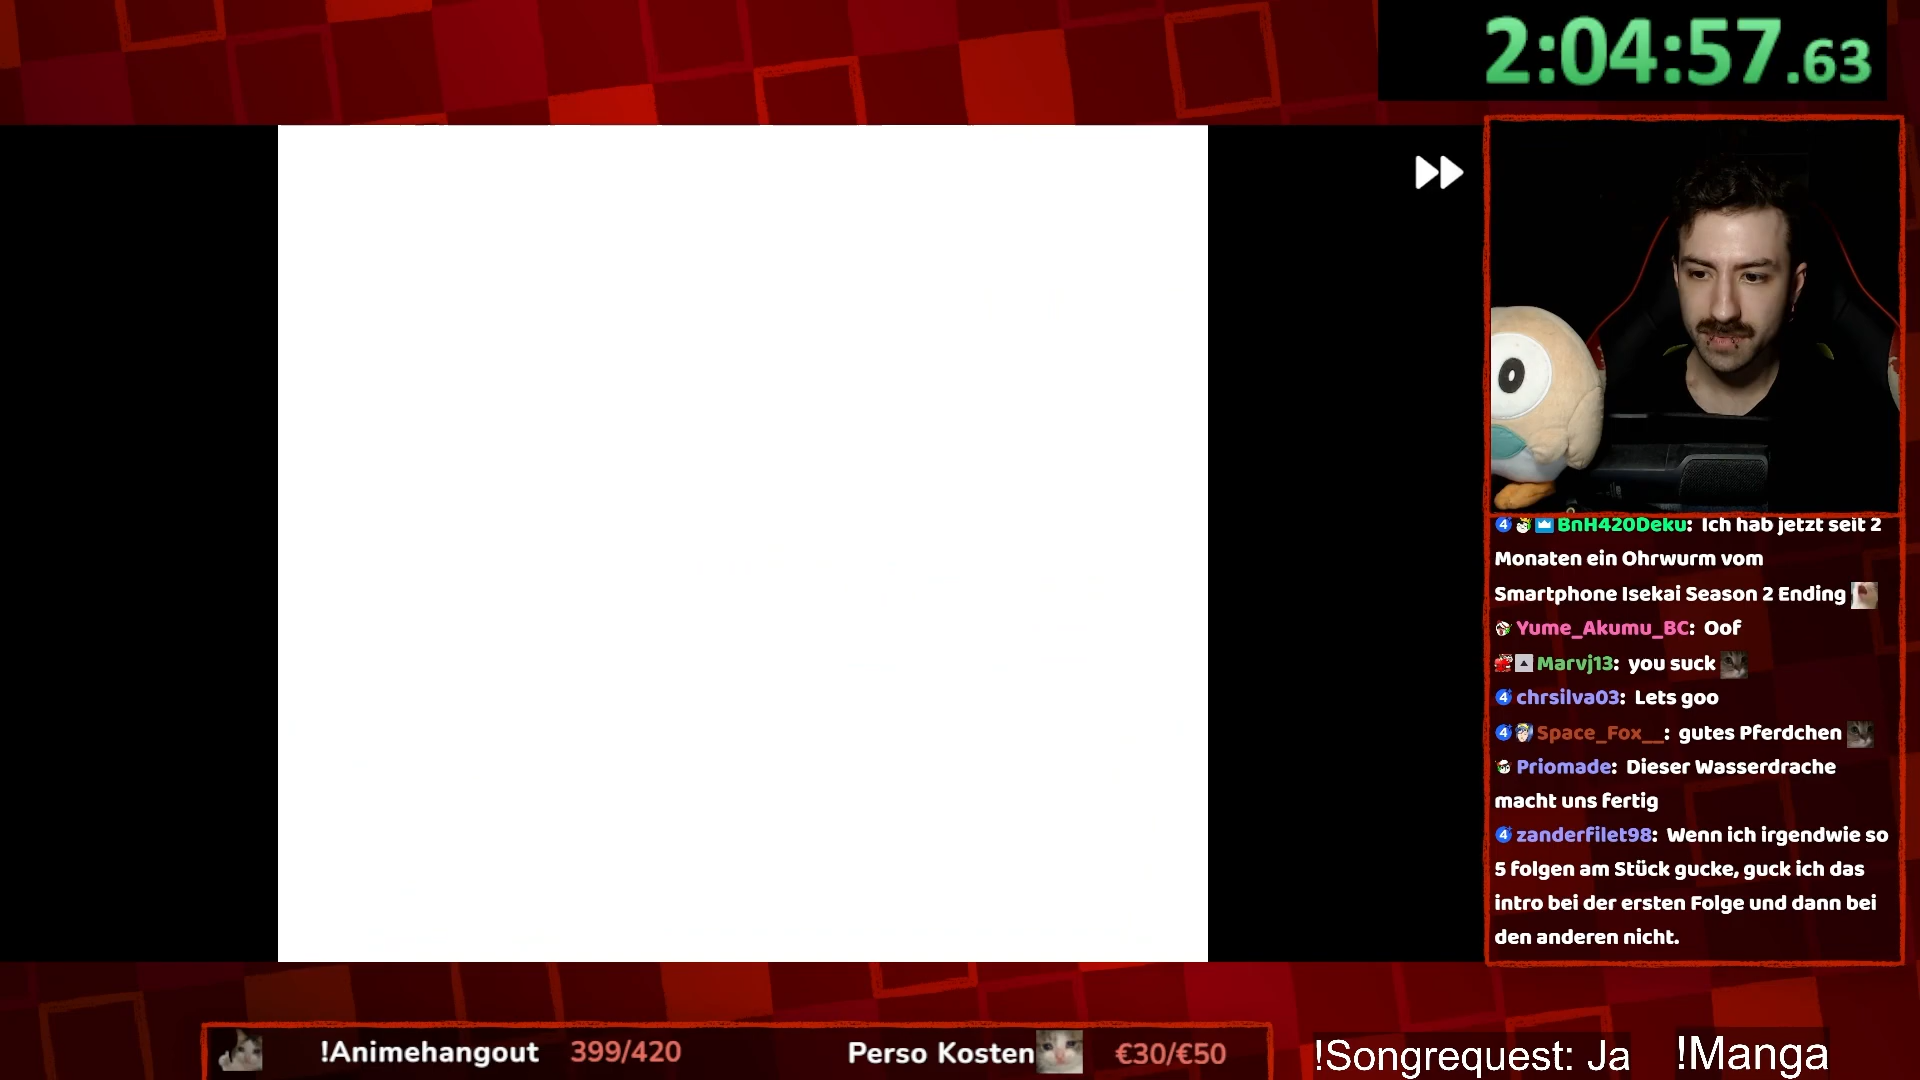 2:04:57.63
BnH420Deku: Ich hab jetzt seit 2
Monaten ein Ohrwurm vom
Smartphone Isekai Season 2 Ending
Yume_Akumu_BC: Oof
Marvj13: you suck
chrsilva03: Lets goo
Space_Fox__: gutes Pferdchen
Priomade: Dieser Wasserdrache
macht uns fertig
zanderfilet98: Wenn ich irgendwie so
5 folgen am Stück gucke, guck ich das
intro bei der ersten Folge und dann bei
den anderen nicht.
!Animehangout 399/420 Perso Kosten €30/€50 !Songrequest: Ja !Manga